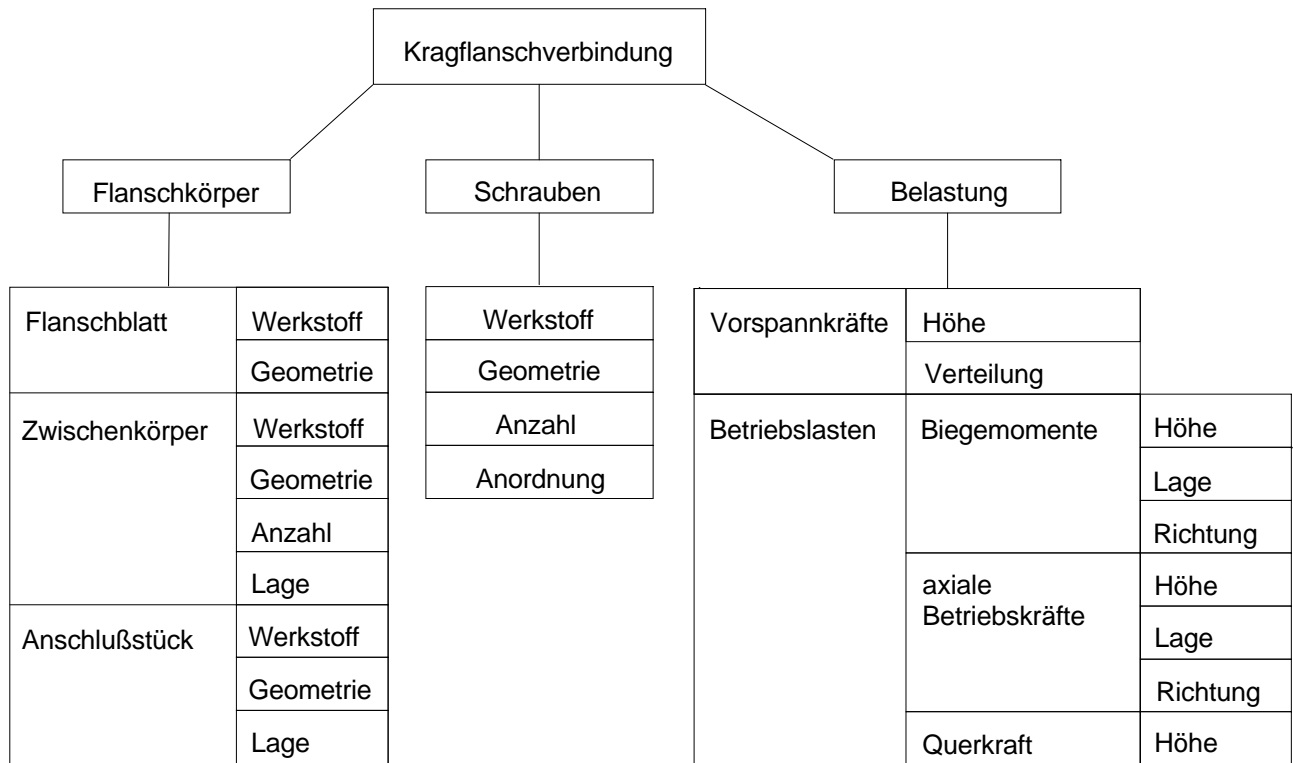 Kragflanschverbindung
Flanschkörper
Schrauben
Belastung
Flanschblatt
Werkstoff
Geometrie
Zwischenkörper
Werkstoff
Geometrie
Anzahl
Lage
Anschlußstück
Werkstoff
Geometrie
Lage
Werkstoff
Geometrie
Anzahl
Anordnung
Vorspannkräfte
Höhe
Verteilung
Betriebslasten
Biegemomente
Höhe
Lage
Richtung
axiale
Betriebskräfte
Höhe
Lage
Richtung
Querkraft
Höhe